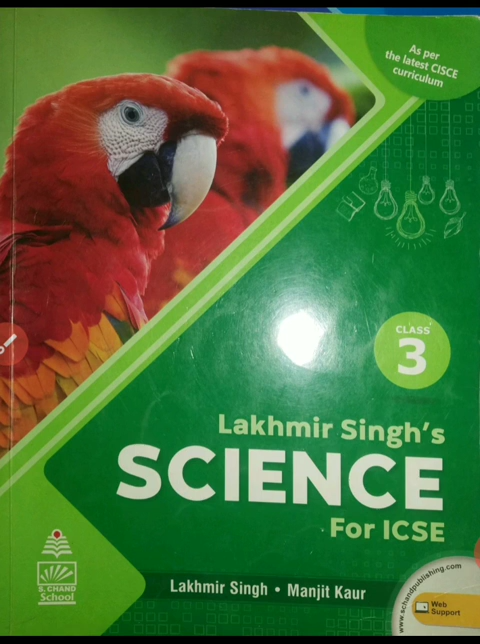 As per
the latest CISCE
curriculum
CLASS
3
Lakhmir Singh's
SCIENCE
For ICSE
S. CHAND
School
Lakhmir Singh • Manjit Kaur
www.schandpublishing.com
Web
Support